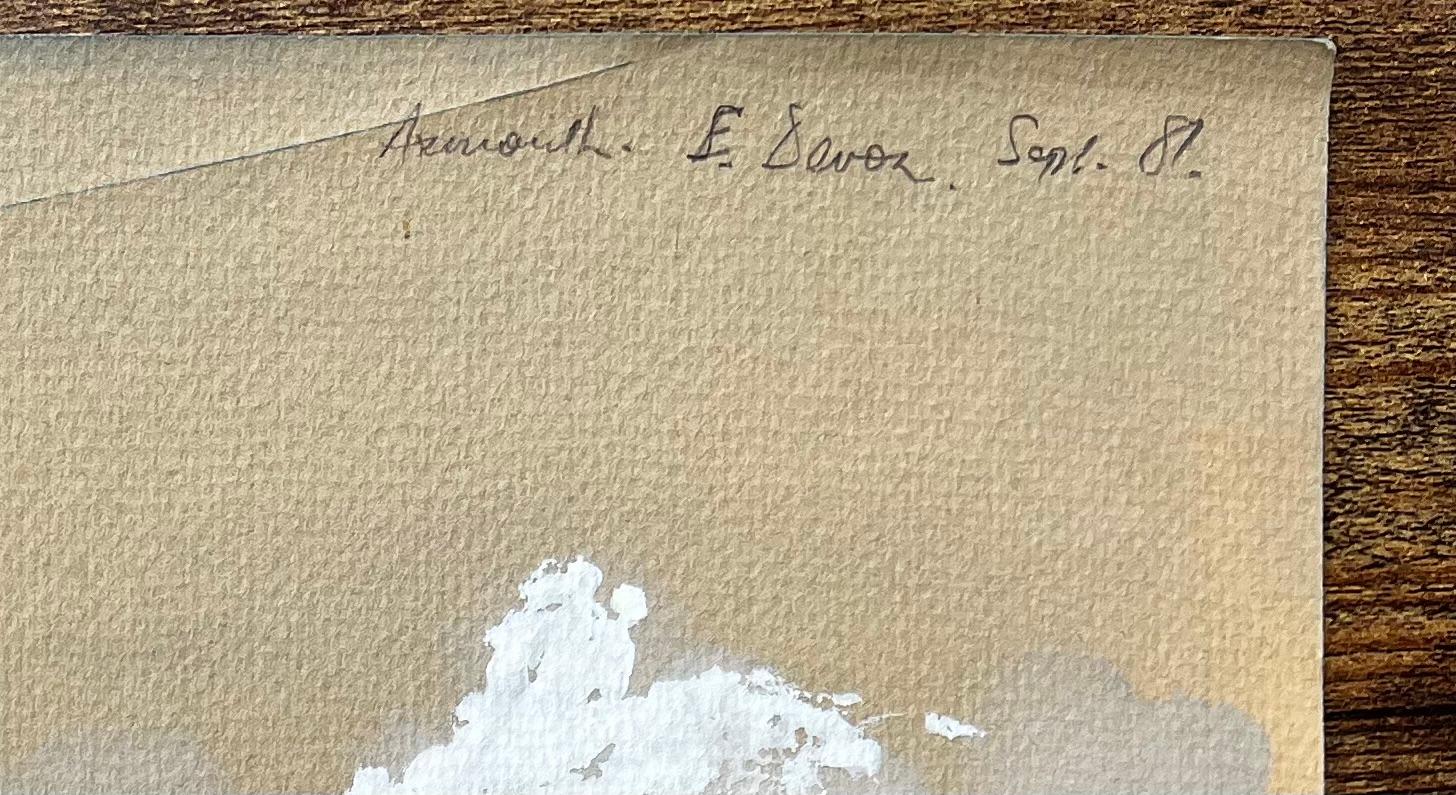 Axmouth. E. Devon. Sept. 81.